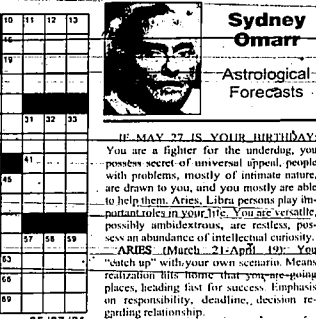 10 11 12 13
16
19
31 32 33
41
45
53
57 58 59
63
66
69
Sydney
Omarr
Astrological
Forecasts
IF MAY 27 IS YOUR BIRTHDAY:
You are a fighter for the underdog, you
possess secret of universal appeal, people
with problems, mostly of intimate nature,
are drawn to you, and you mostly are able
to help them. Aries, Libra persons play im-
portant roles in your life. You are versatile,
possibly ambidextrous, are restless, pos-
sess an abundance of intellectual curiosity.
ARIES (March 21-April 19): You
"catch up" with your own scenario. Means
realization hits home that you are going
places, heading fast for success. Emphasis
on responsibility, deadline, decision re-
garding relationship.